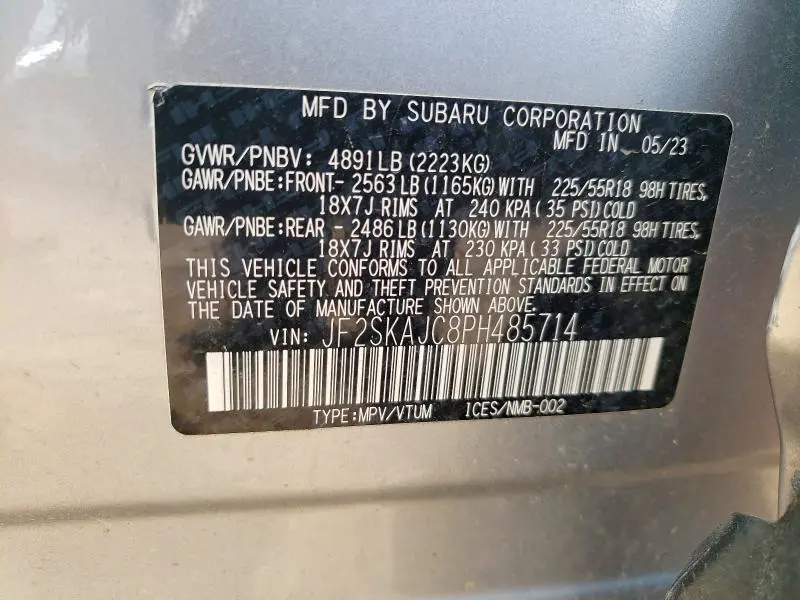 MFD BY SUBARU CORPORATION
MFD IN 05/23
GVWR/PNBV: 4891LB (2223KG)
GAWR/PNBE:FRONT- 2563 LB (1165KG) WITH 225/55R18 98H TIRES,
18X7J RIMS AT 240 KPA ( 35 PSI) COLD
GAWR/PNBE:REAR - 2486 LB (1130KG) WITH 225/55R18 98H TIRES,
18X7J RIMS AT 230 KPA ( 33 PSI) COLD
THIS VEHICLE CONFORMS TO ALL APPLICABLE FEDERAL MOTOR
VEHICLE SAFETY AND THEFT PREVENTION STANDARDS IN EFFECT ON
THE DATE OF MANUFACTURE SHOWN ABOVE.
VIN: JF2SKAJC8PH485714
TYPE:MPV/VTUM ICES/NMB-002